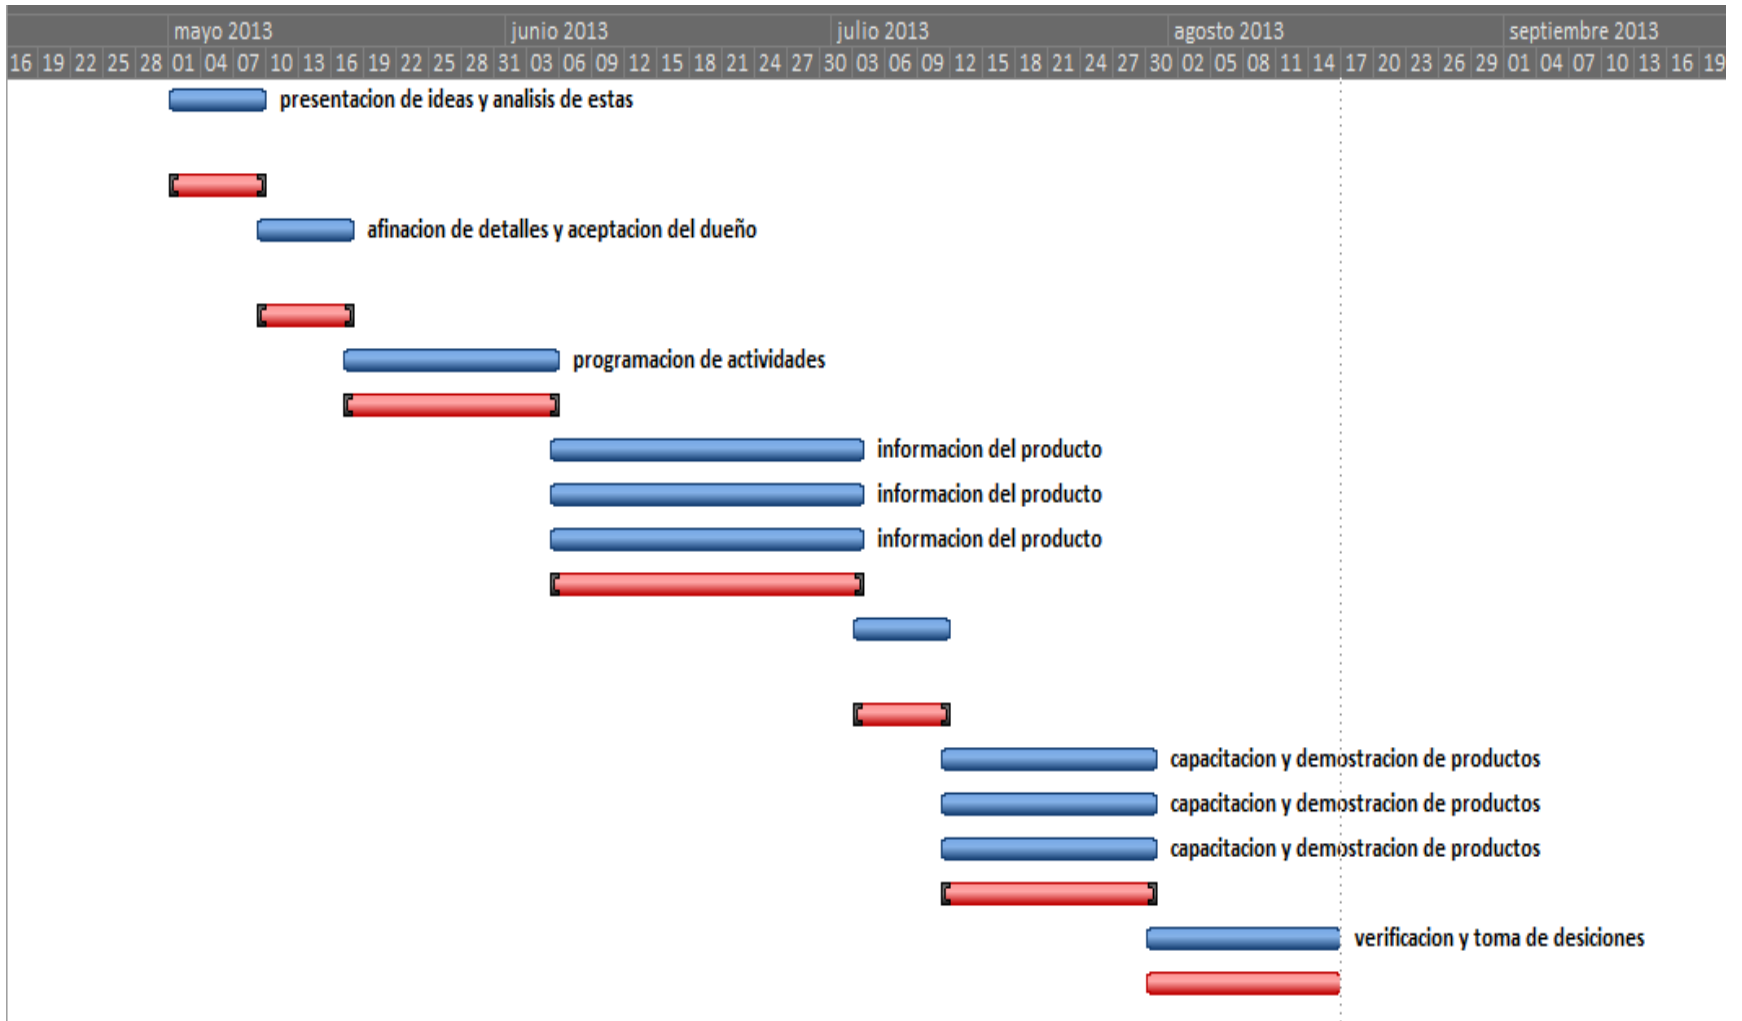 mayo 2013 junio 2013 julio 2013 agosto 2013 septiembre 2013
16 19 22 25 28 01 04 07 10 13 16 19 22 25 28 31 03 06 09 12 15 18 21 24 27 30 03 06 09 12 15 18 21 24 27 30 02 05 08 11 14 17 20 23 26 29 01 04 07 10 13 16 19
presentacion de ideas y analisis de estas
afinacion de detalles y aceptacion del dueño
programacion de actividades
informacion del producto
informacion del producto
informacion del producto
capacitacion y demostracion de productos
capacitacion y demostracion de productos
capacitacion y demostracion de productos
verificacion y toma de desiciones